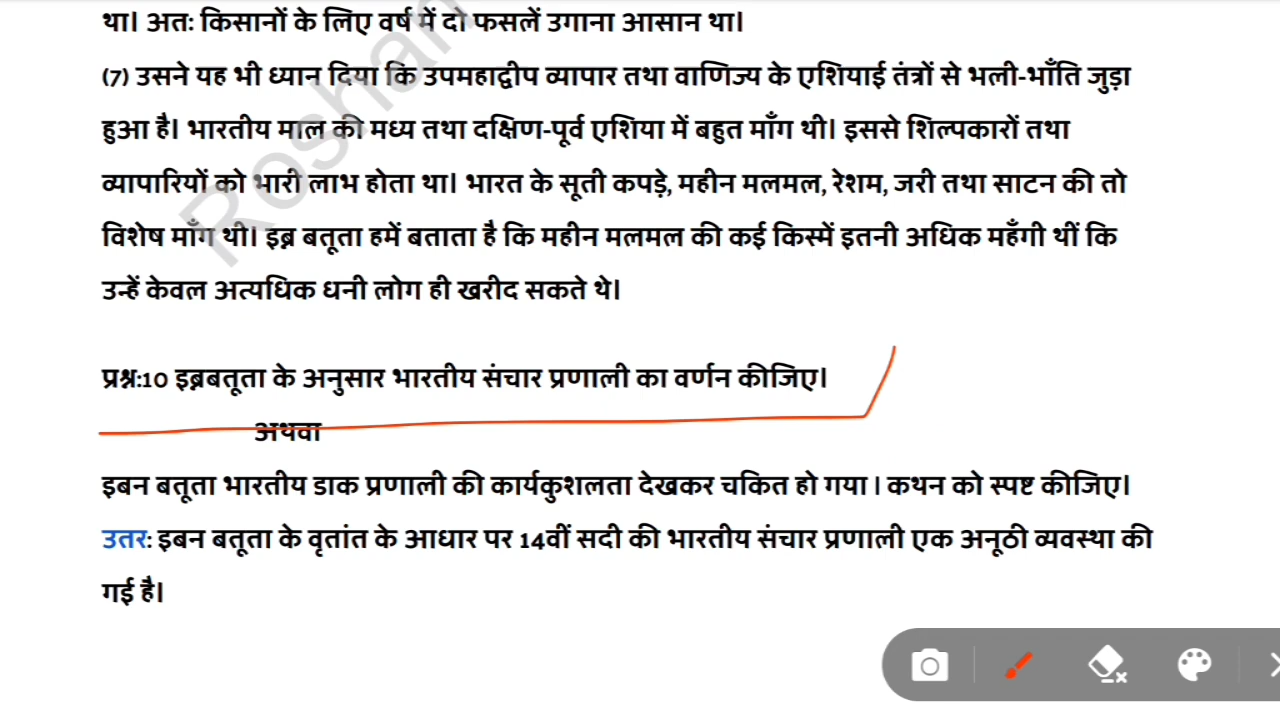 था। अतः किसानों के लिए वर्ष में दो फसलें उगाना आसान था।
(7) उसने यह भी ध्यान दिया कि उपमहाद्वीप व्यापार तथा वाणिज्य के एशियाई तंत्रों से भली-भाँति जुड़ा
हुआ है। भारतीय माल की मध्य तथा दक्षिण-पूर्व एशिया में बहुत माँग थी। इससे शिल्पकारों तथा
व्यापारियों को भारी लाभ होता था। भारत के सूती कपड़े, महीन मलमल, रेशम, जरी तथा साटन की तो
विशेष माँग थी। इब्न बतूता हमें बताता है कि महीन मलमल की कई किस्में इतनी अधिक महँगी थीं कि
उन्हें केवल अत्यधिक धनी लोग ही खरीद सकते थे।
प्रश्न:10 इब्नबतूता के अनुसार भारतीय संचार प्रणाली का वर्णन कीजिए।
अथवा
इबन बतूता भारतीय डाक प्रणाली की कार्यकुशलता देखकर चकित हो गया । कथन को स्पष्ट कीजिए।
उतर: इबन बतूता के वृतांत के आधार पर 14वीं सदी की भारतीय संचार प्रणाली एक अनूठी व्यवस्था की
गई है।
Roshan